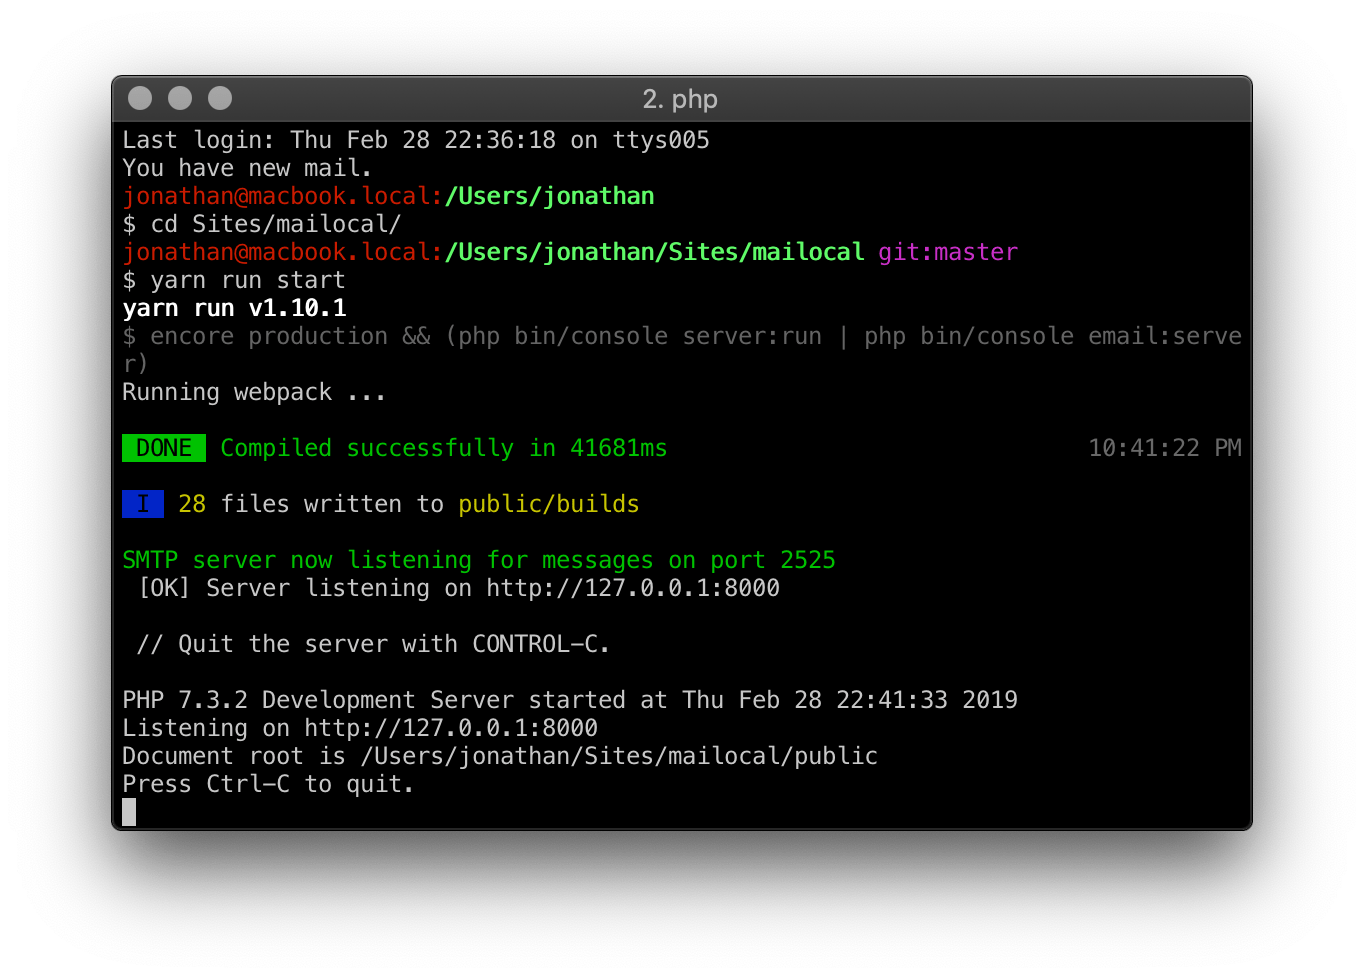 2. php
Last login: Thu Feb 28 22:36:18 on ttys005
You have new mail.
jonathan@macbook.local:/Users/jonathan
$ cd Sites/mailocal/
jonathan@macbook.local:/Users/jonathan/Sites/mailocal git:master
$ yarn run start
yarn run v1.10.1
$ encore production && (php bin/console server:run | php bin/console email:serve
r)
Running webpack ...
DONE Compiled successfully in 41681ms 10:41:22 PM
I 28 files written to public/builds
SMTP server now listening for messages on port 2525
[OK] Server listening on http://127.0.0.1:8000
// Quit the server with CONTROL-C.
PHP 7.3.2 Development Server started at Thu Feb 28 22:41:33 2019
Listening on http://127.0.0.1:8000
Document root is /Users/jonathan/Sites/mailocal/public
Press Ctrl-C to quit.